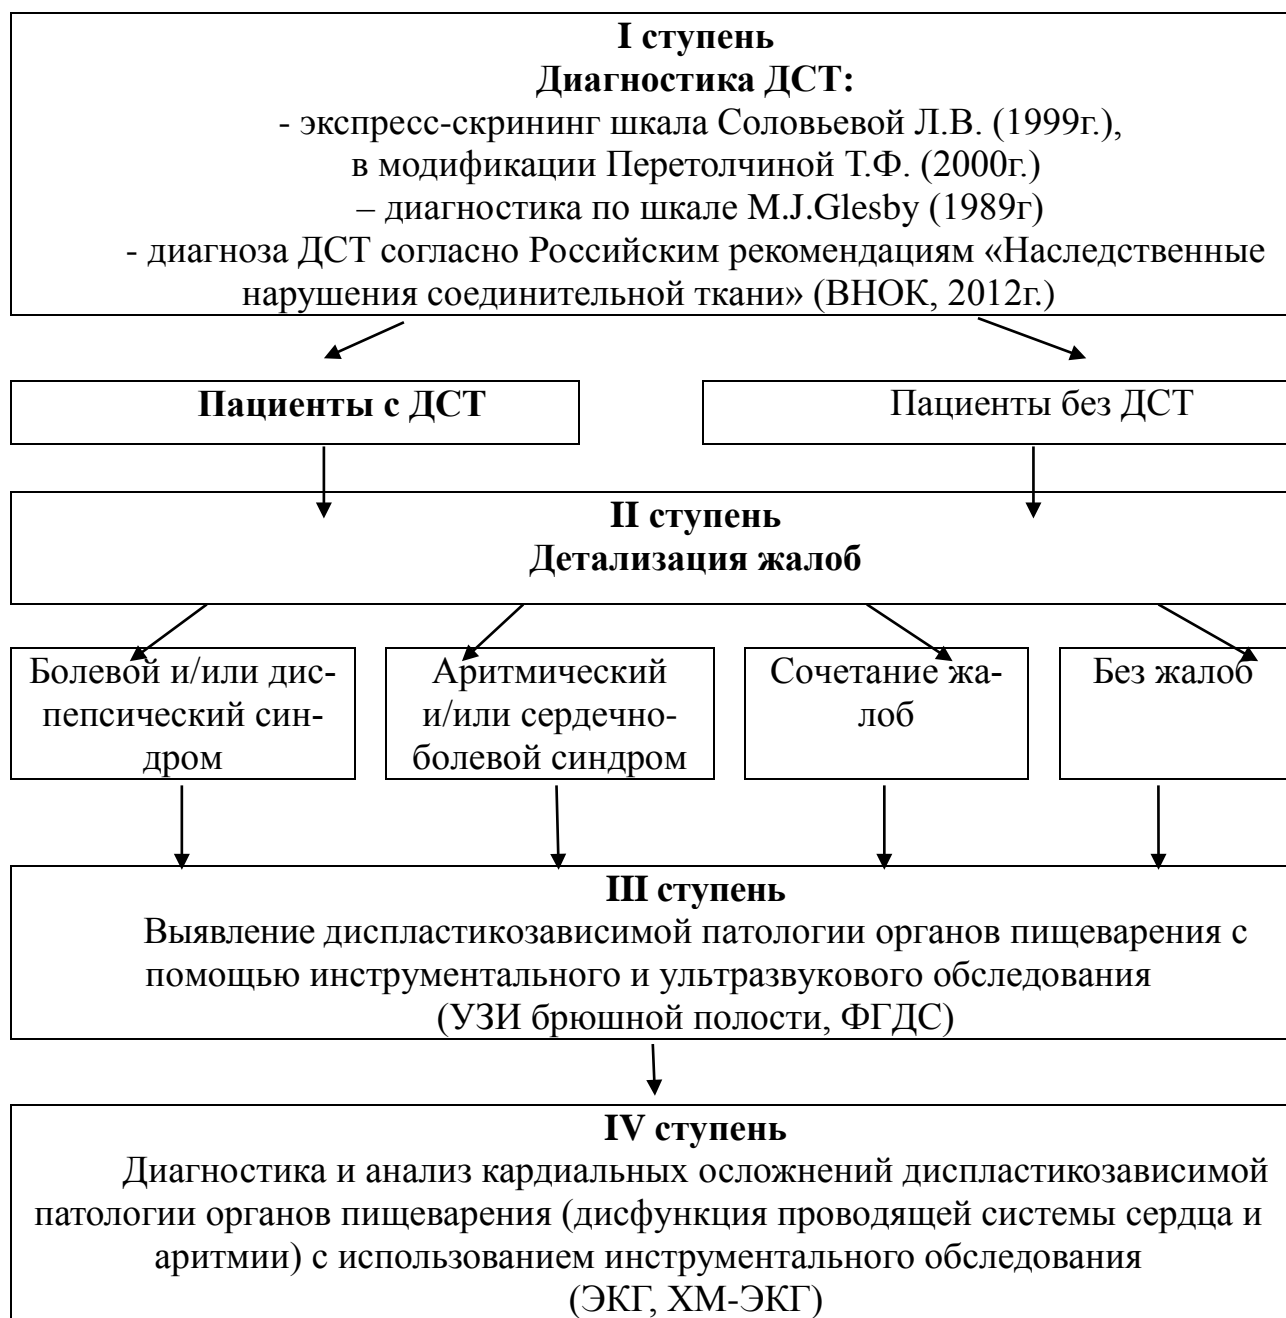 I ступень
Диагностика ДСТ:
- экспресс-скрининг шкала Соловьевой Л.В. (1999г.),
в модификации Перетолчиной Т.Ф. (2000г.)
– диагностика по шкале M.J.Glesby (1989г)
- диагноза ДСТ согласно Российским рекомендациям «Наследственные
нарушения соединительной ткани» (ВНОК, 2012г.)
Пациенты с ДСТ
Пациенты без ДСТ
II ступень
Детализация жалоб
Болевой и/или дис-
пепсический син-
дром
Аритмический
и/или сердечно-
болевой синдром
Сочетание жа-
лоб
Без жалоб
III ступень
Выявление диспластикозависимой патологии органов пищеварения с
помощью инструментального и ультразвукового обследования
(УЗИ брюшной полости, ФГДС)
IV ступень
Диагностика и анализ кардиальных осложнений диспластикозависимой
патологии органов пищеварения (дисфункция проводящей системы сердца и
аритмии) с использованием инструментального обследования
(ЭКГ, ХМ-ЭКГ)